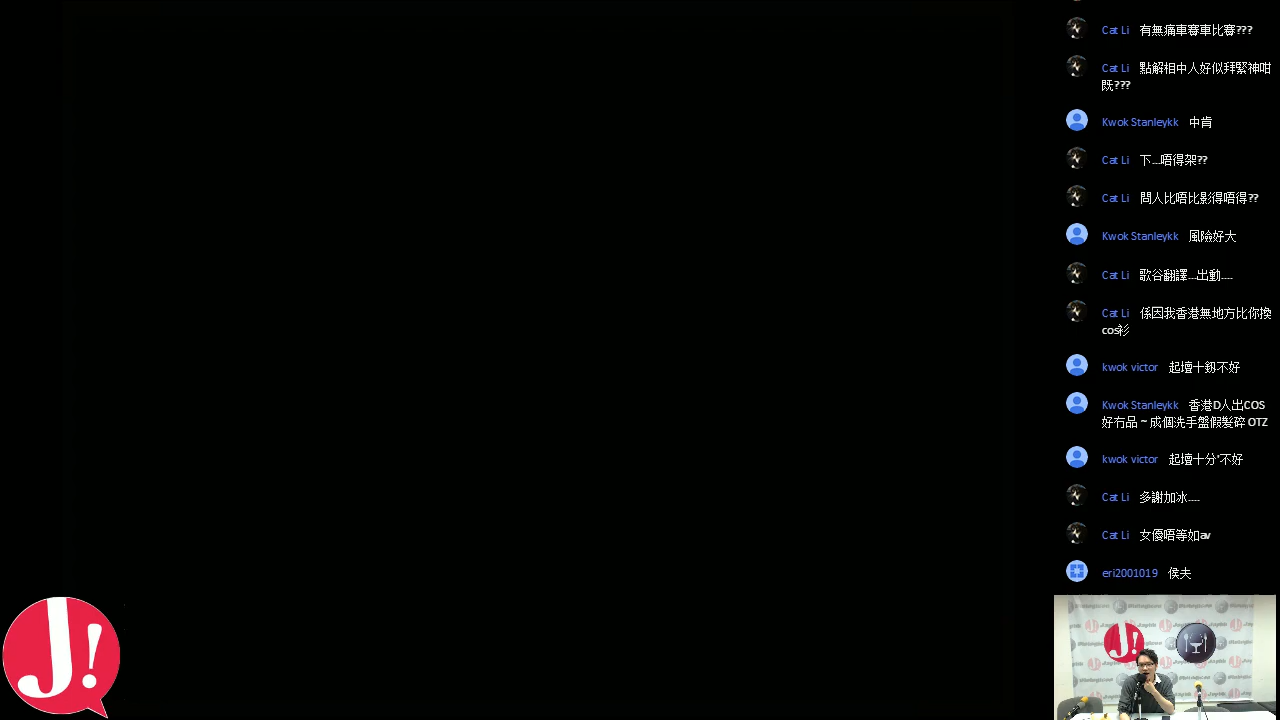 Cat Li 有無痛車賽車比賽???
Cat Li 點解相中人好似拜緊神咁
既???
Kwok Stanleykk 中肯
Cat Li 下....唔得架??
Cat Li 問人比唔比影得唔得??
Kwok Stanleykk 風險好大
Cat Li 歌谷翻譯....出動.....
Cat Li 係因我香港無地方比你換
cos衫
kwok victor 起壇十釖不好
Kwok Stanleykk 香港D人出COS
好冇品 ~ 成個洗手盤假髮碎 OTZ
kwok victor 起壇十分'不好
Cat Li 多謝加冰.....
Cat Li 女優唔等如av
eri2001019 侯夫
J!
J!